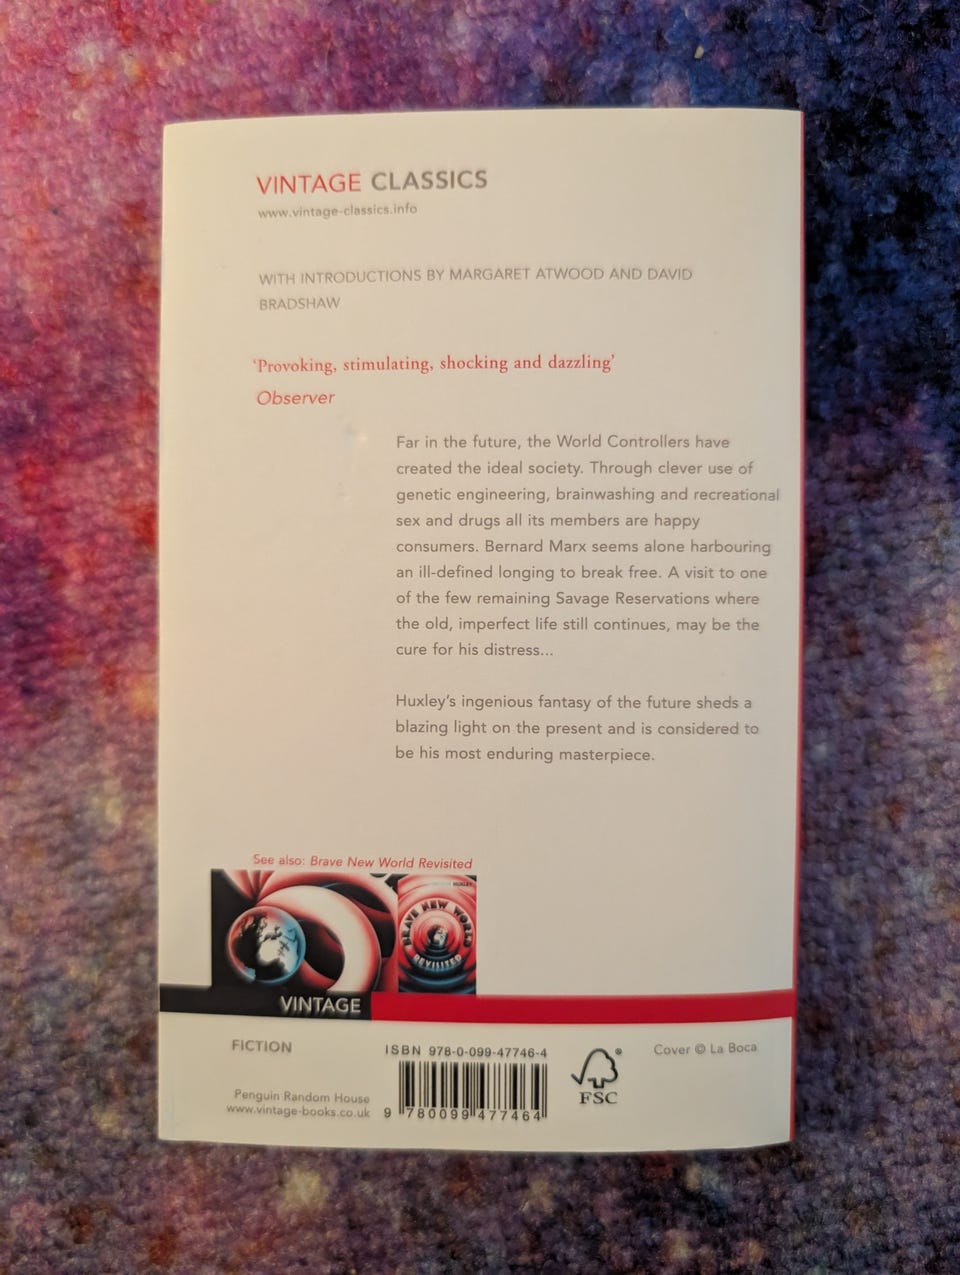 VINTAGE CLASSICS
www.vintage-classics.info
WITH INTRODUCTIONS BY MARGARET ATWOOD AND DAVID
BRADSHAW
‘Provoking, stimulating, shocking and dazzling’
Observer
Far in the future, the World Controllers have
created the ideal society. Through clever use of
genetic engineering, brainwashing and recreational
sex and drugs all its members are happy
consumers. Bernard Marx seems alone harbouring
an ill-defined longing to break free. A visit to one
of the few remaining Savage Reservations where
the old, imperfect life still continues, may be the
cure for his distress...
Huxley’s ingenious fantasy of the future sheds a
blazing light on the present and is considered to
be his most enduring masterpiece.
See also: Brave New World Revisited
HUXLEY
BRAVE NEW WORLD
REVISITED
VINTAGE
FICTION
ISBN 978-0-099-47746-4
Cover © La Boca
Penguin Random House
www.vintage-books.co.uk
9 780099 477464
®
FSC